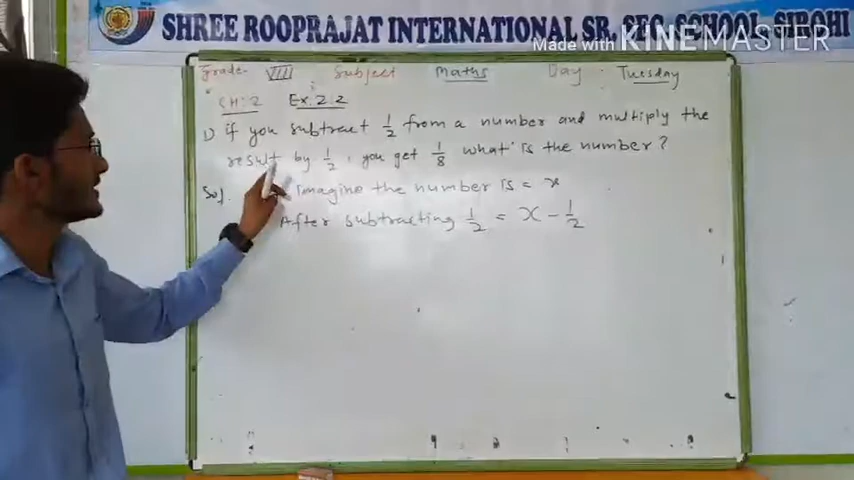 SHREE ROOPRAJAT INTERNATIONAL SR. SEC. SCHOOL SIROHI
Made with KINEMASTER
Grade- VIII Subject Maths Day : Tuesday
CH:2 Ex:2.2
1) if you subtract 1/2 from a number and multiply the
result by 1/2, you get 1/8 what is the number?
Sol imagine the number is = x
After subtracting 1/2 = x - 1/2